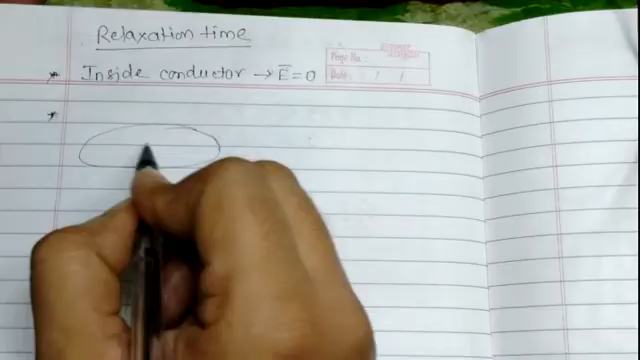 Relaxation time
* Inside conductor → E̅ = 0
Page No :
Date : / /
*